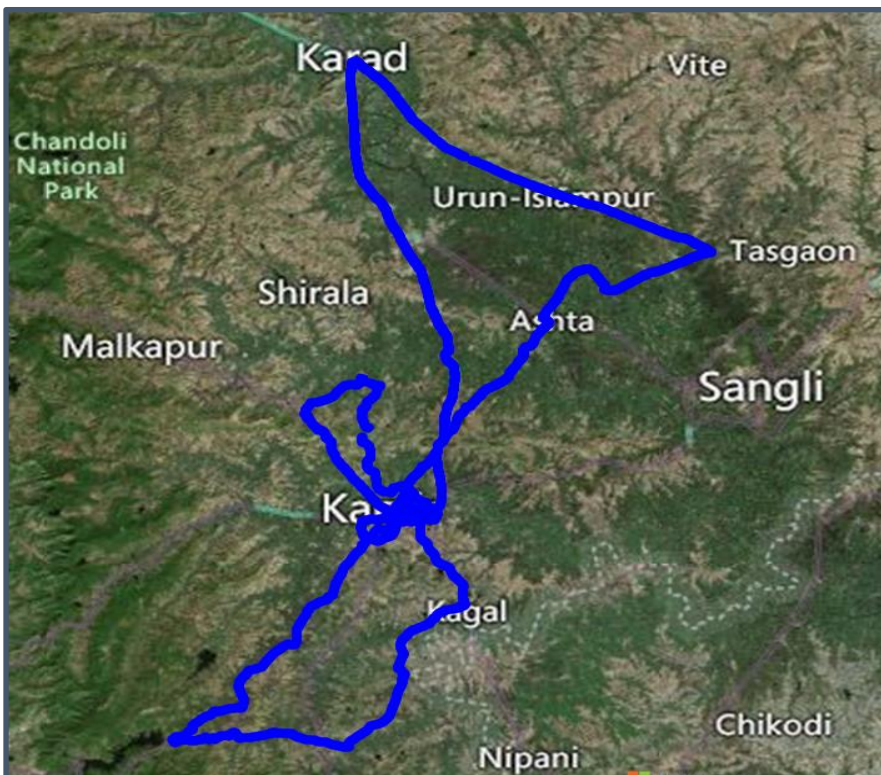 Karad
Vite
Chandoli
National
Park
Urun-Islampur
Tasgaon
Shirala
Ashta
Malkapur
Sangli
Kagal
Chikodi
Nipani